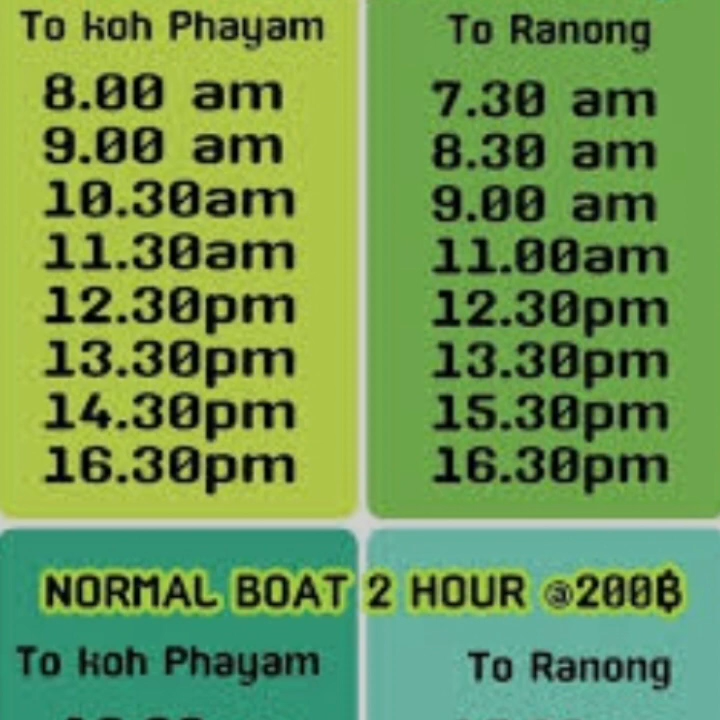 To koh Phayam
8.00 am
9.00 am
10.30am
11.30am
12.30pm
13.30pm
14.30pm
16.30pm
To Ranong
7.30 am
8.30 am
9.00 am
11.00am
12.30pm
13.30pm
15.30pm
16.30pm
NORMAL BOAT 2 HOUR @200฿
To koh Phayam
To Ranong